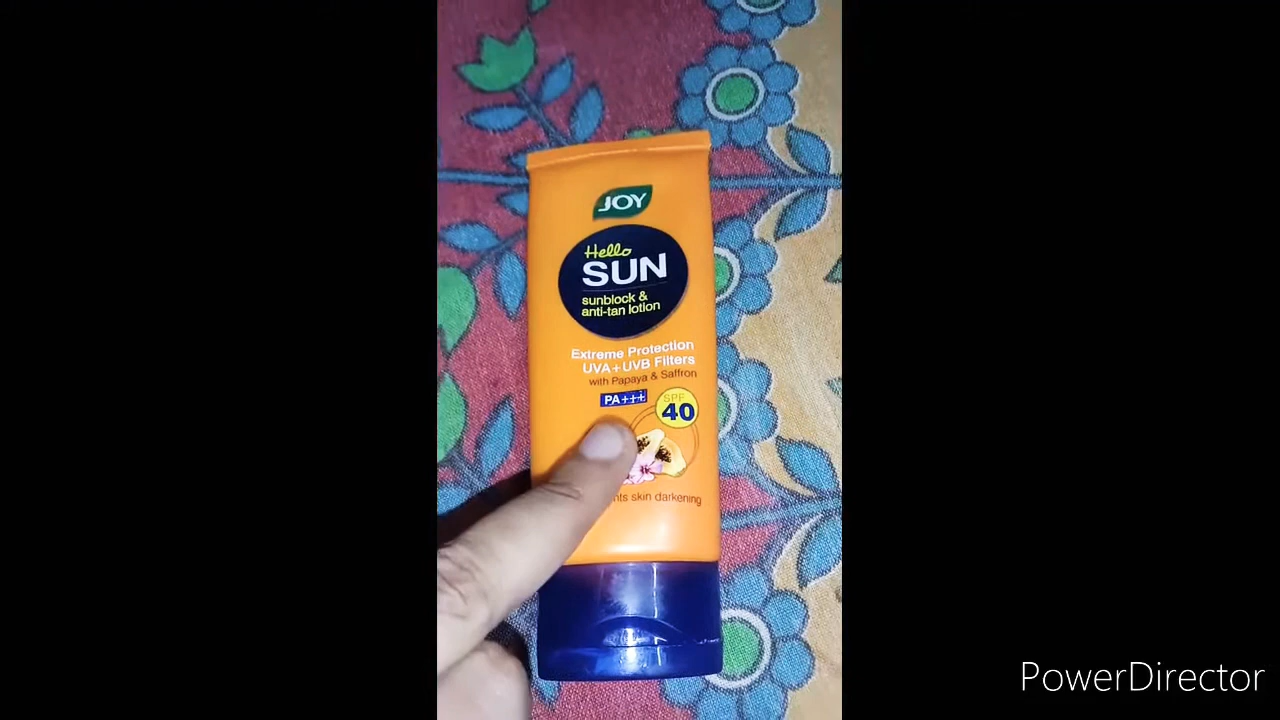 JOY
Hello
SUN
sunblock &
anti-tan lotion
Extreme Protection
UVA+UVB Filters
with Papaya & Saffron
PA+++
SPF
40
skin darkening
PowerDirector